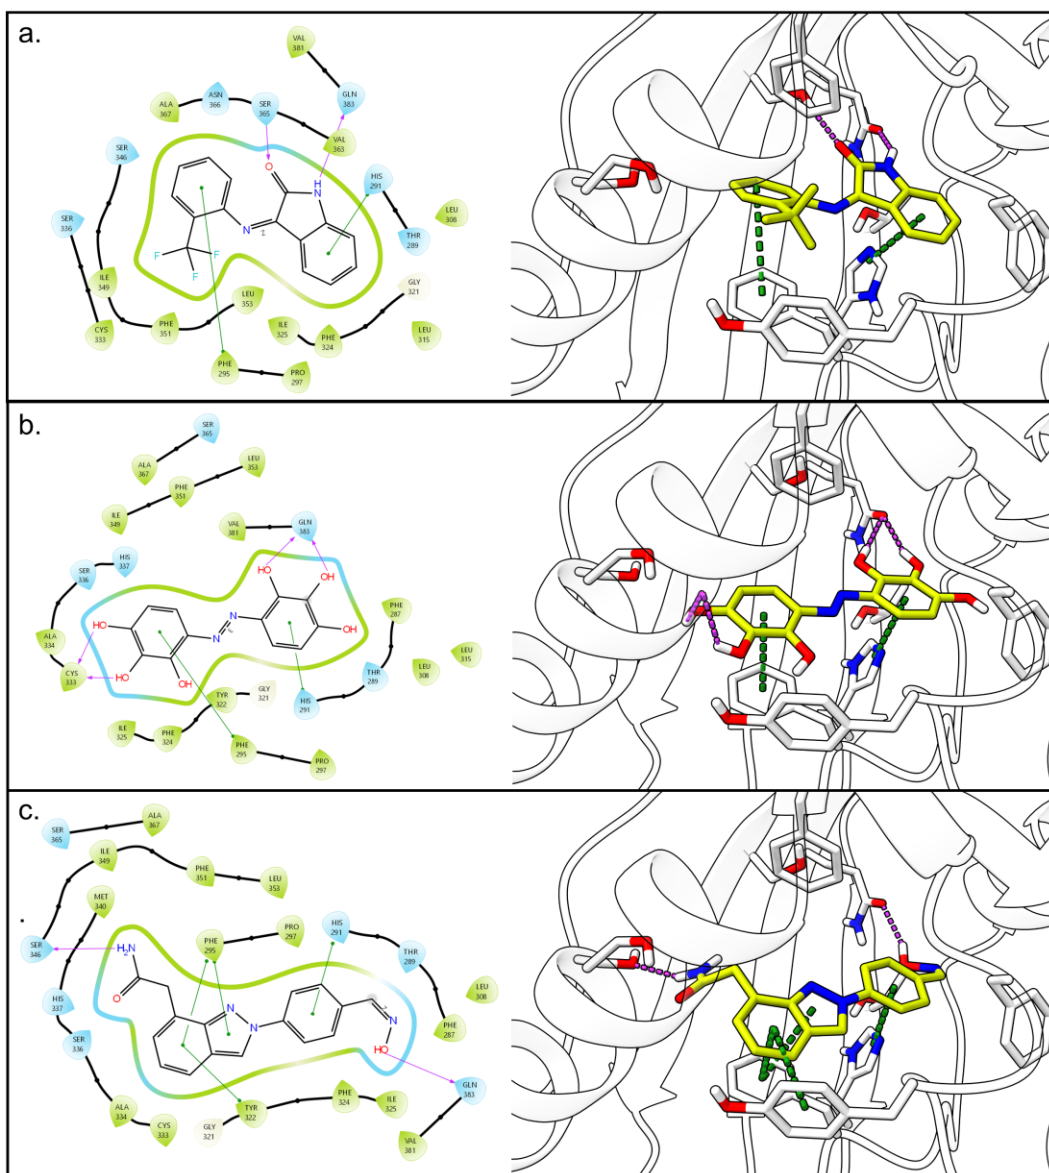 a.
VAL
381
ALA
367
ASN
366
SER
365
GLN
383
VAL
363
SER
346
O
NH
HIS
291
LEU
308
SER
336
N
THR
289
F
F
F
GLY
321
ILE
349
LEU
353
CYS
333
PHE
351
ILE
325
PHE
324
LEU
315
PHE
295
PRO
297
b.
SER
365
ALA
367
LEU
353
PHE
351
ILE
349
VAL
381
GLN
383
HIS
337
SER
336
HO
OH
HO
N
N
OH
PHE
287
ALA
334
HO
OH
CYS
333
LEU
315
THR
289
LEU
308
TYR
322
GLY
321
HIS
291
ILE
325
PHE
324
PHE
295
PRO
297
c.
SER
365
ALA
367
ILE
349
PHE
351
LEU
353
MET
340
SER
346
H₂N
PHE
295
PRO
297
HIS
291
THR
289
O
N
N
N
HO
LEU
308
PHE
287
HIS
337
SER
336
GLN
383
ALA
334
CYS
333
GLY
321
TYR
322
PHE
324
ILE
325
VAL
381